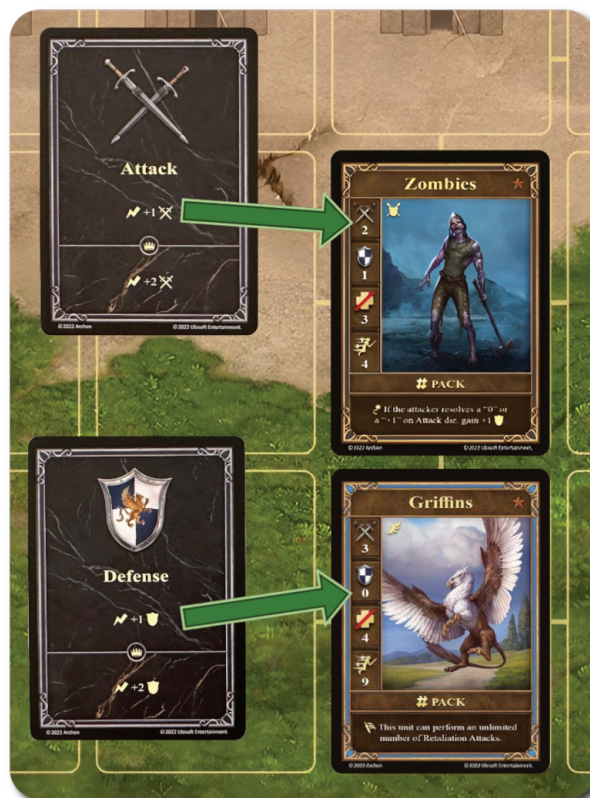 Attack
+1
+2
© 2022 Archon
© 2022 Ubisoft Entertainment.
Zombies
2
1
3
4
# PACK
If the attacker resolves a "0" or
a "+1" on Attack die, gain +1
© 2022 Archon
© 2022 Ubisoft Entertainment.
Defense
+1
+2
© 2022 Archon
© 2022 Ubisoft Entertainment.
Griffins
3
0
4
9
# PACK
This unit can perform an unlimited
number of Retaliation Attacks.
© 2022 Archon
© 2022 Ubisoft Entertainment.